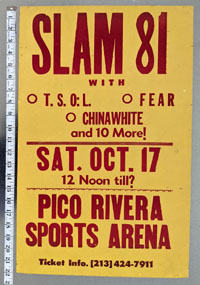 SLAM 81
WITH
O T.S.O.L. O FEAR
O CHINAWHITE
and 10 More!
SAT. OCT. 17
12 Noon till?
PICO RIVERA
SPORTS ARENA
Ticket Info. [213] 424-7911